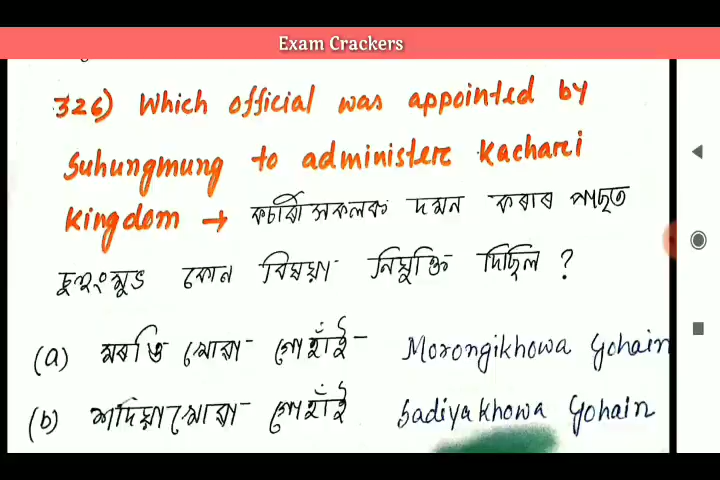 Exam Crackers
326) Which official was appointed by
Suhungmung to administere Kacharei
Kingdom → কচাৰী সকলক দমন কৰাৰ পাছত
চুহুংমুঙ কোন বিষয়া নিযুক্তি দিছিল ?
(a) মৰঙি খোৱা গোহাঁই - Morongikhowa Gohain
(b) শদিয়া খোৱা গোহাঁই Sadiyakhowa Gohain